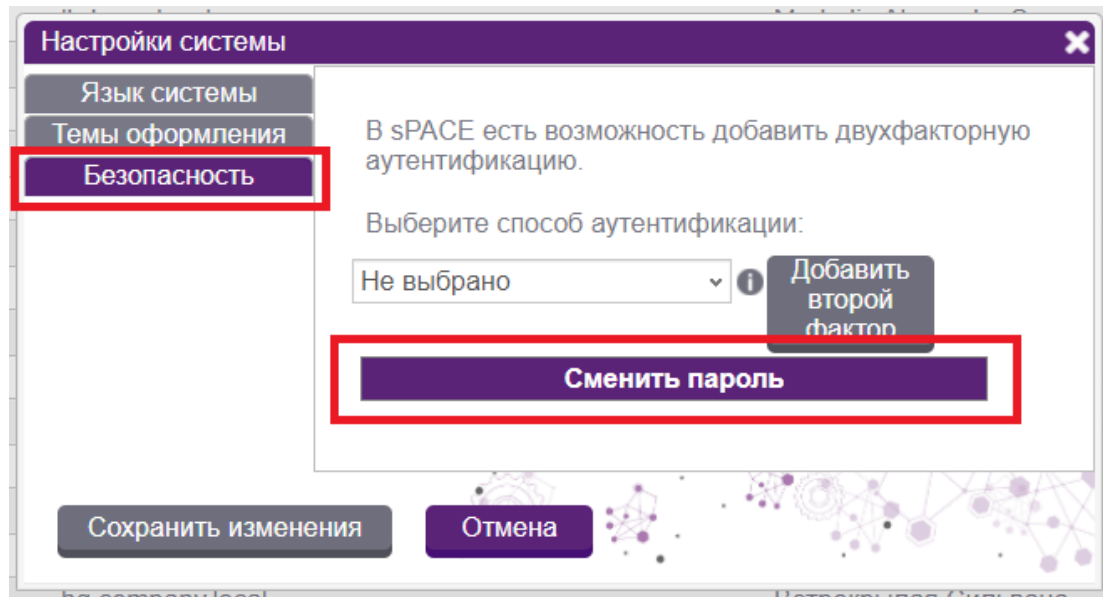 Настройки системы
Язык системы
Темы оформления
Безопасность
В sPACE есть возможность добавить двухфакторную
аутентификацию.
Выберите способ аутентификации:
Не выбрано
Добавить
второй
фактор
Сменить пароль
Сохранить изменения
Отмена